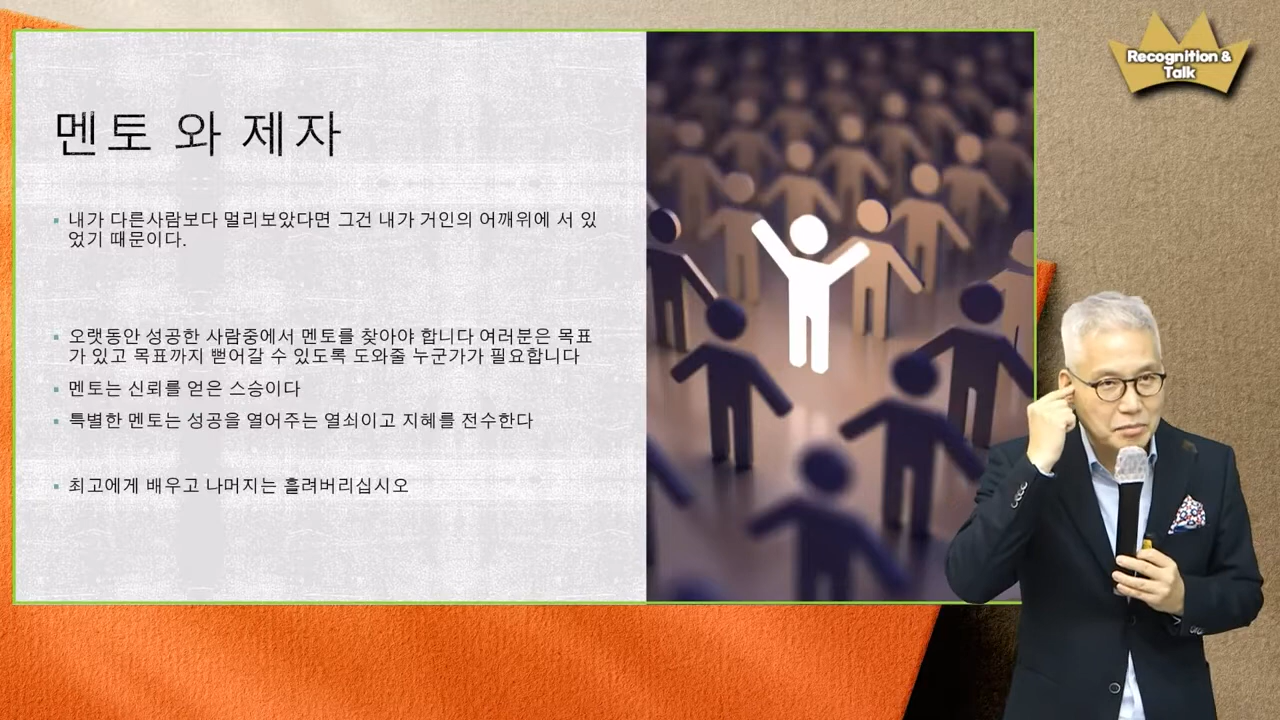 멘토 와 제자
내가 다른사람보다 멀리보았다면 그건 내가 거인의 어깨위에 서 있
었기 때문이다.
오랫동안 성공한 사람중에서 멘토를 찾아야 합니다 여러분은 목표
가 있고 목표까지 뻗어갈 수 있도록 도와줄 누군가가 필요합니다
멘토는 신뢰를 얻은 스승이다
특별한 멘토는 성공을 열어주는 열쇠이고 지혜를 전수한다
최고에게 배우고 나머지는 흘려버리십시오
Recognition &
Talk